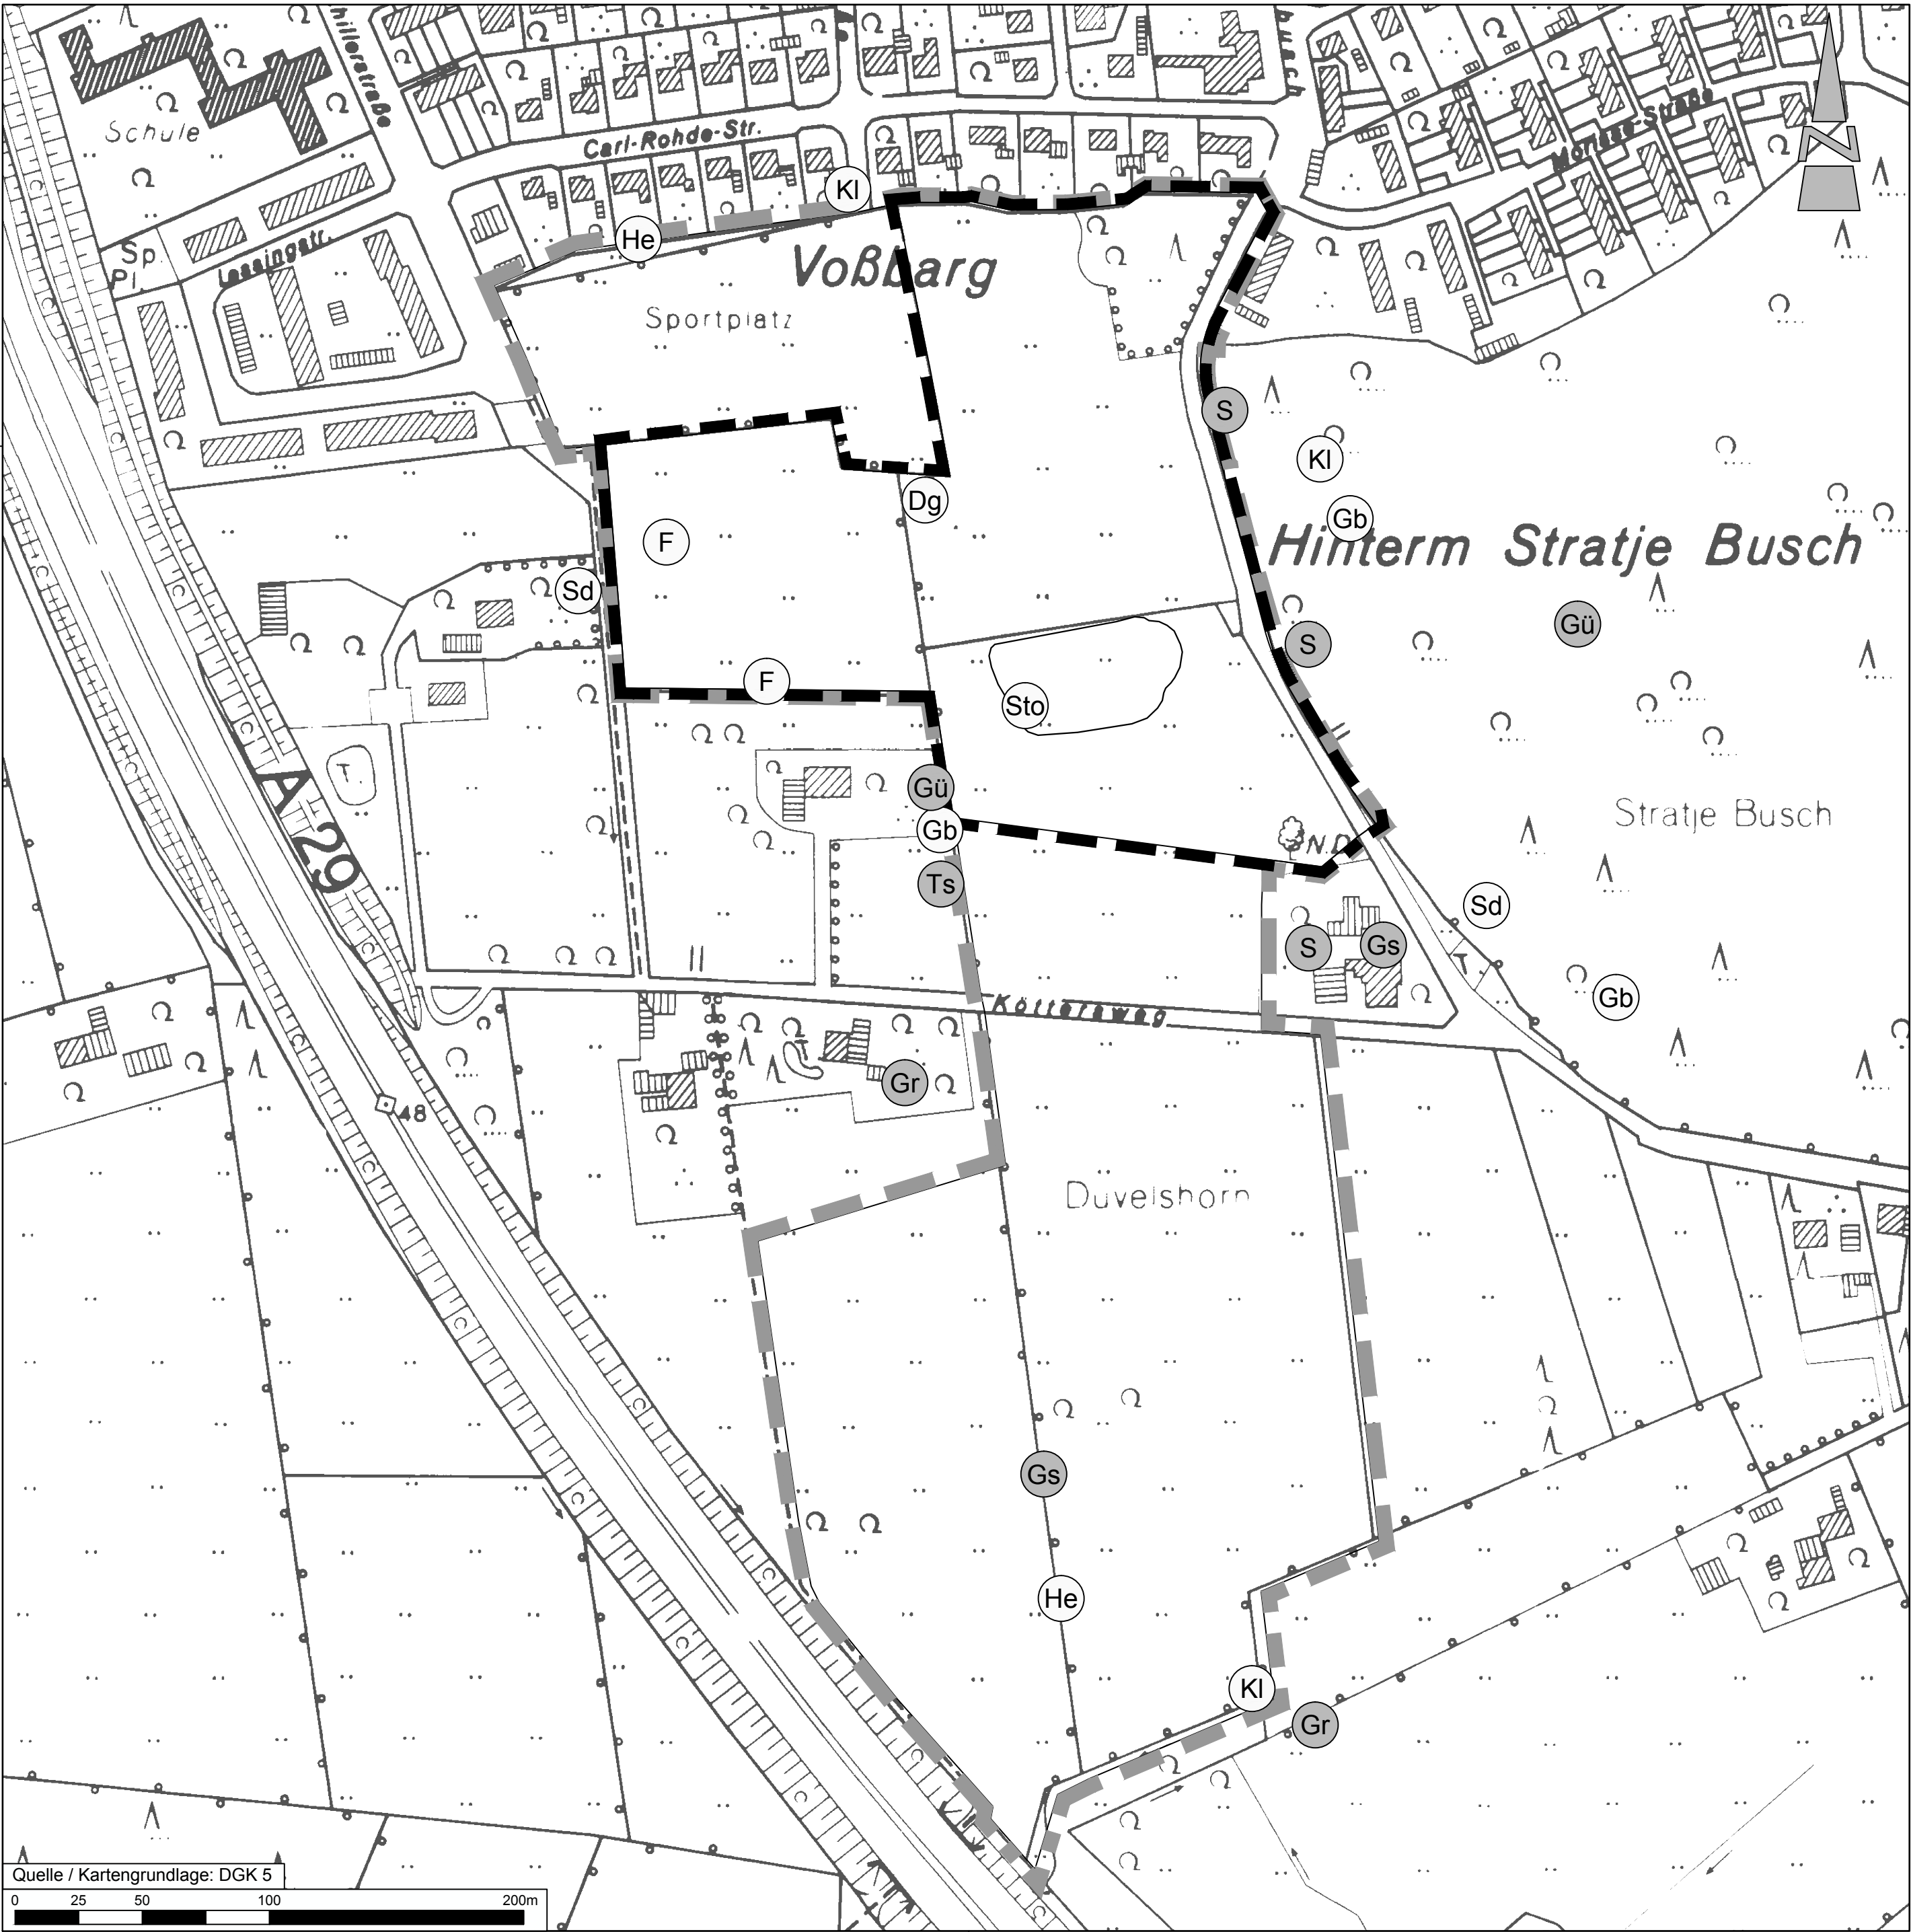 Schule
Carl-Rohde-Str.
Kl
He
Sp.
Pl.
Lessingstr.
Voßbarg
Sportplatz
S
Kl
Dg
Gb
Hinterm Stratje Busch
F
Sd
Gü
S
F
Sto
T.
Gü
Stratje Busch
A 29
Gb
N.D.
Ts
Sd
S
Gs
T.
Gb
Köttersweg
Gr
48
Duvelshorn
Gs
He
Kl
Gr
Quelle / Kartengrundlage: DGK 5
0 25 50 100 200m